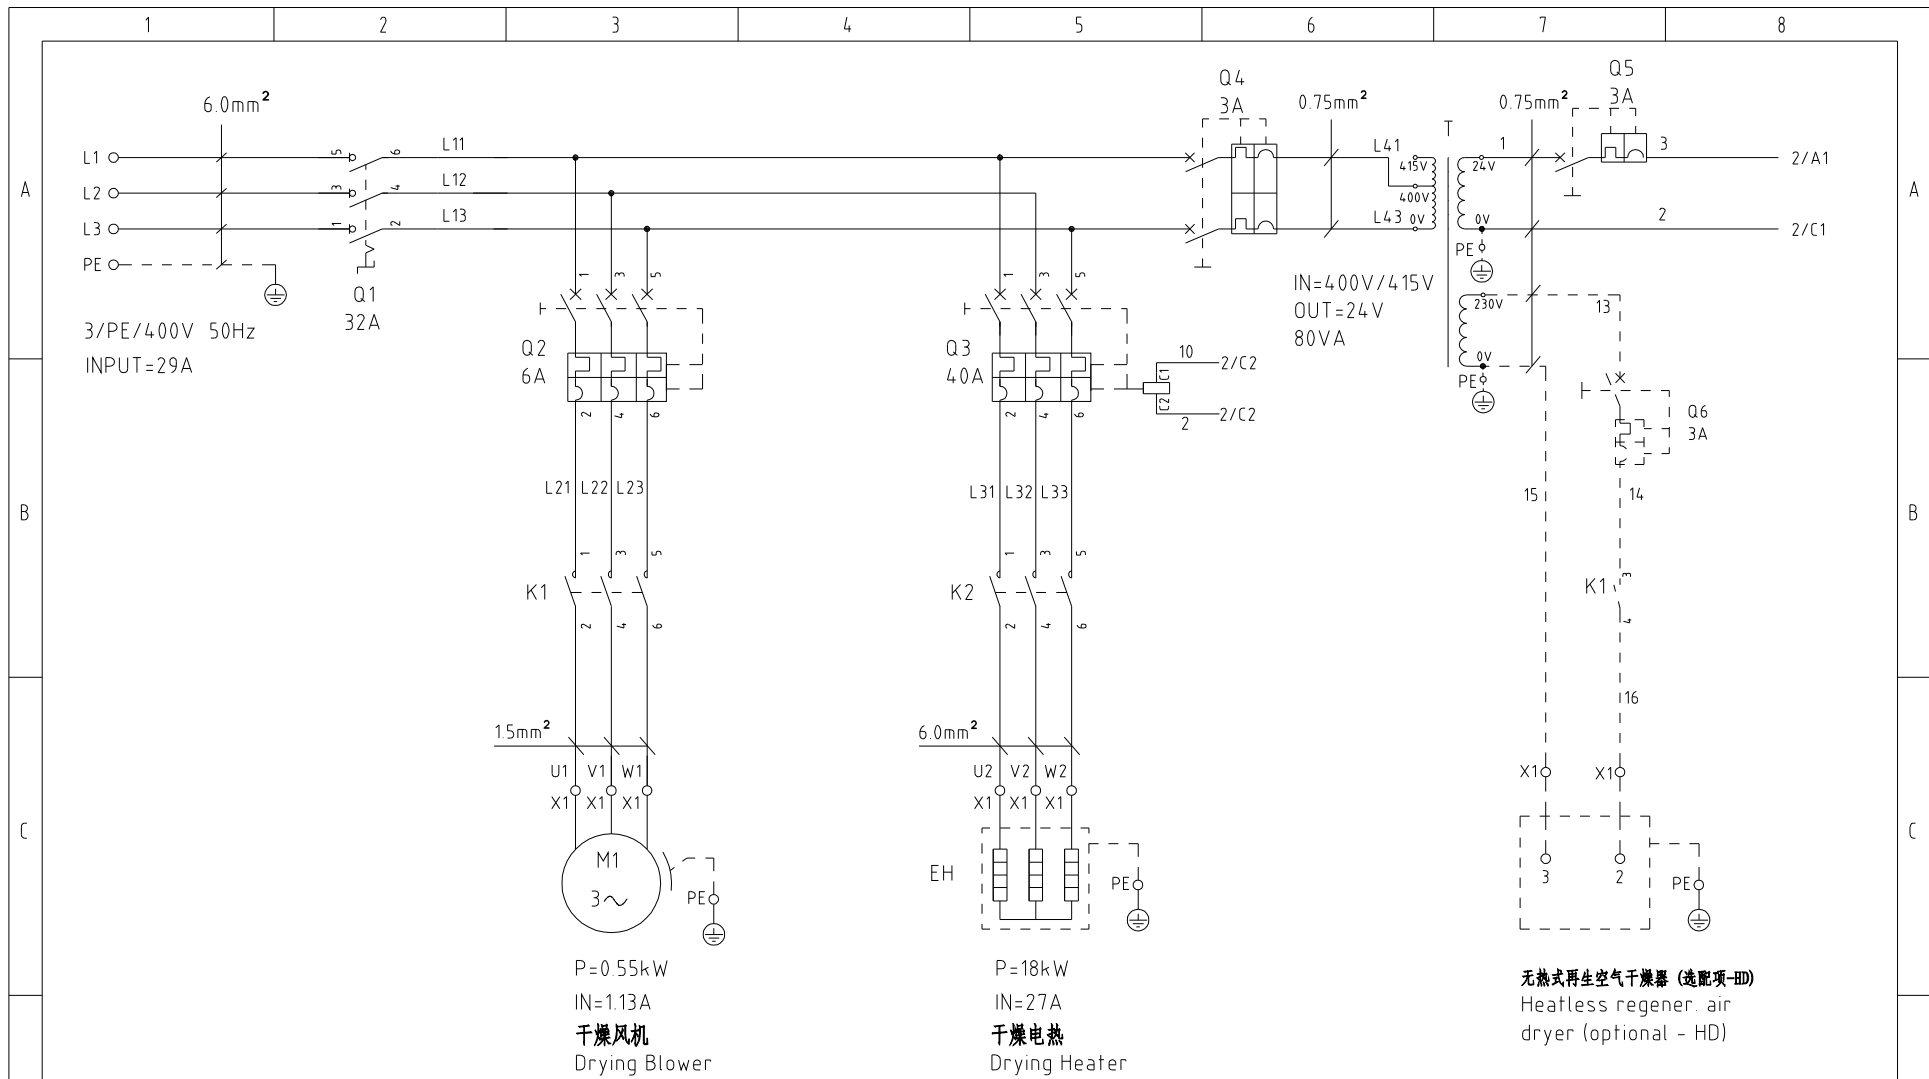 1 2 3 4 5 6 7 8
A
B
C
A
B
C
6.0mm²
L1
L2
L3
PE
5 6
3 4
1 2
L11
L12
L13
Q1
32A
3/PE/400V 50Hz
INPUT=29A
1 3 5
Q2
6A
2 4 6
L21 L22 L23
1 3 5
K1
2 4 6
1.5mm²
U1 V1 W1
X1 X1 X1
M1
3~
PE
P=0.55kW
IN=1.13A
干燥风机
Drying Blower
1 3 5
Q3
40A
2 4 6
10
2/C2
C1
C2
2
2/C2
L31 L32 L33
1 3 5
K2
2 4 6
6.0mm²
U2 V2 W2
X1 X1 X1
EH
PE
P=18kW
IN=27A
干燥电热
Drying Heater
Q4
3A
0.75mm²
L41
415V
400V
L43 0V
T
IN=400V/415V
OUT=24V
80VA
24V
1
0V
PE
0.75mm²
Q5
3A
3
2/A1
2
2/C1
230V
13
0V
PE
Q6
3A
15
14
K1
3
4
16
X1
X1
3
2
PE
无热式再生空气干燥器 (选配项-HD)
Heatless regener. air
dryer (optional - HD)